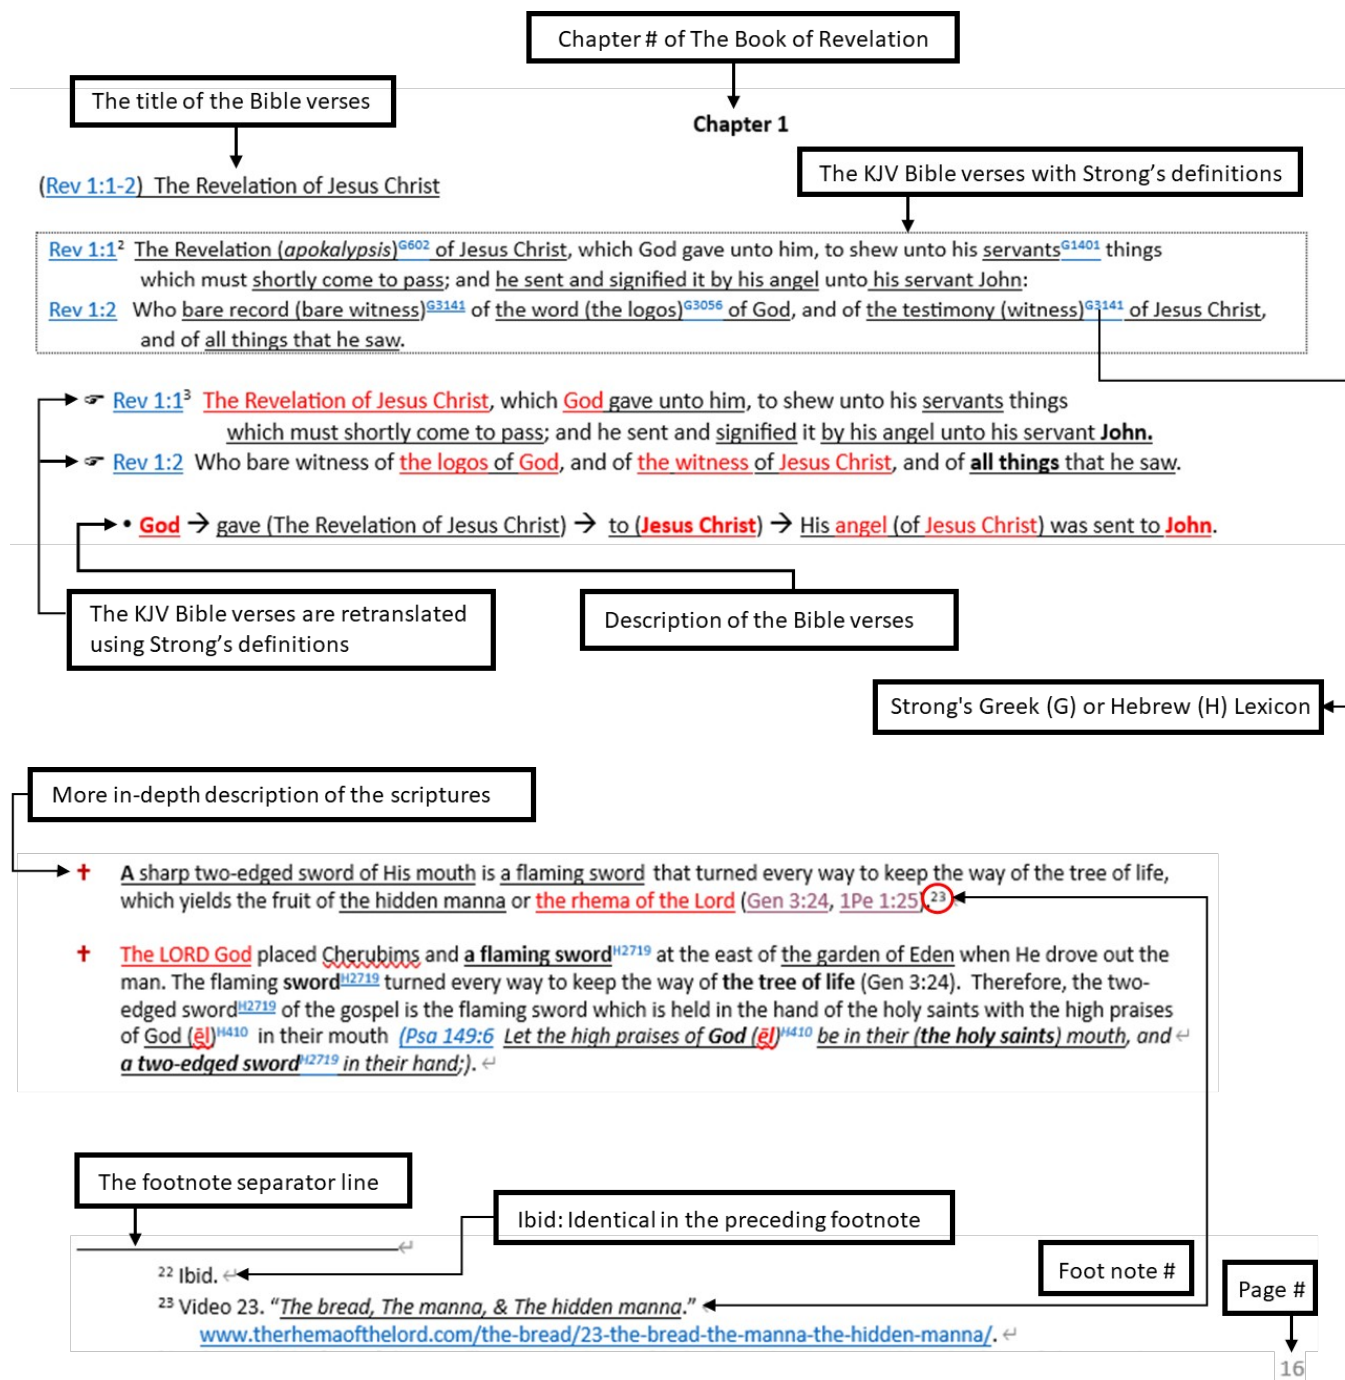 Chapter # of The Book of Revelation
The title of the Bible verses
Chapter 1
The KJV Bible verses with Strong's definitions
(Rev 1:1-2) The Revelation of Jesus Christ
Rev 1:1² The Revelation (apokalypsis)G602 of Jesus Christ, which God gave unto him, to shew unto his servantsG1401 things
which must shortly come to pass; and he sent and signified it by his angel unto his servant John:
Rev 1:2 Who bare record (bare witness)G3141 of the word (the logos)G3056 of God, and of the testimony (witness)G3141 of Jesus Christ,
and of all things that he saw.
☞ Rev 1:1³ The Revelation of Jesus Christ, which God gave unto him, to shew unto his servants things
which must shortly come to pass; and he sent and signified it by his angel unto his servant John.
☞ Rev 1:2 Who bare witness of the logos of God, and of the witness of Jesus Christ, and of all things that he saw.
• God → gave (The Revelation of Jesus Christ) → to (Jesus Christ) → His angel (of Jesus Christ) was sent to John.
The KJV Bible verses are retranslated
using Strong's definitions
Description of the Bible verses
Strong's Greek (G) or Hebrew (H) Lexicon
More in-depth description of the scriptures
✝ A sharp two-edged sword of His mouth is a flaming sword that turned every way to keep the way of the tree of life,
which yields the fruit of the hidden manna or the rhema of the Lord (Gen 3:24, 1Pe 1:25).²³
✝ The LORD God placed Cherubims and a flaming swordH2719 at the east of the garden of Eden when He drove out the
man. The flaming swordH2719 turned every way to keep the way of the tree of life (Gen 3:24). Therefore, the two-
edged swordH2719 of the gospel is the flaming sword which is held in the hand of the holy saints with the high praises
of God (ēl)H410 in their mouth (Psa 149:6 Let the high praises of God (ēl)H410 be in their (the holy saints) mouth, and ↵
a two-edged swordH2719 in their hand;). ↵
The footnote separator line
Ibid: Identical in the preceding footnote
↵
Foot note #
Page #
²² Ibid. ↵
²³ Video 23. "The bread, The manna, & The hidden manna."
www.therhemaofthelord.com/the-bread/23-the-bread-the-manna-the-hidden-manna/. ↵
16